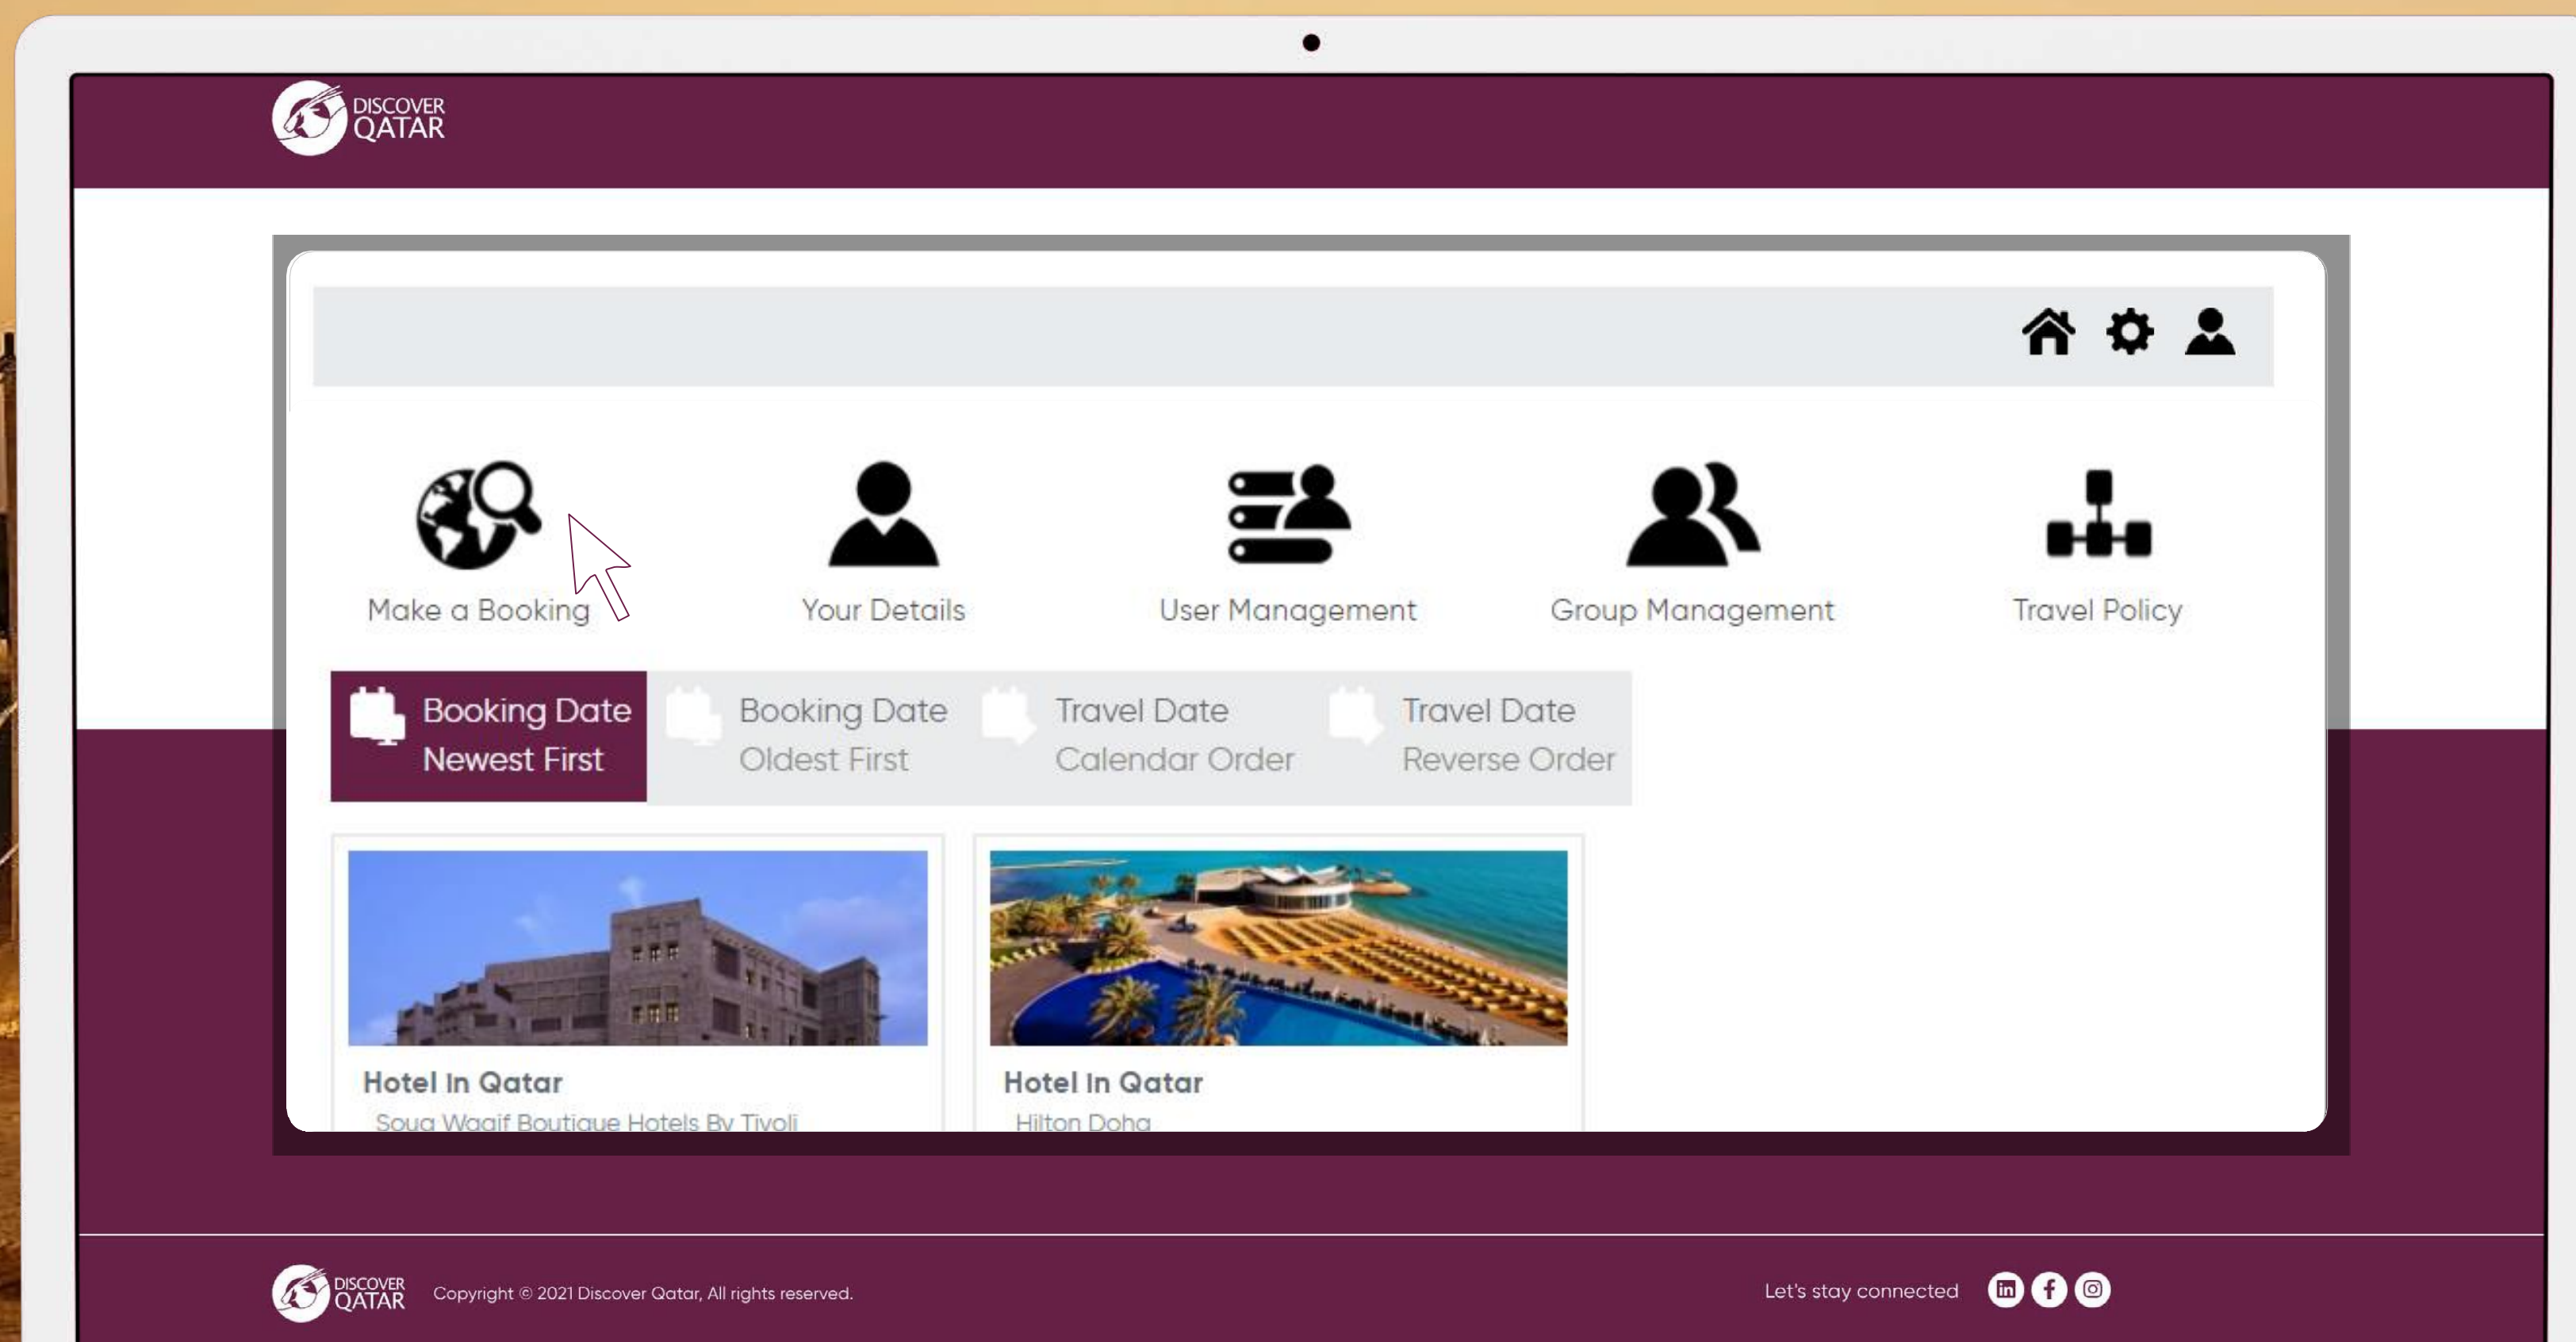 DISCOVER
QATAR
Make a Booking
Your Details
User Management
Group Management
Travel Policy
Booking Date
Newest First
Booking Date
Oldest First
Travel Date
Calendar Order
Travel Date
Reverse Order
Hotel in Qatar
Souq Waqif Boutique Hotels By Tivoli
Hotel in Qatar
Hilton Doha
DISCOVER
QATAR
Copyright © 2021 Discover Qatar, All rights reserved.
Let's stay connected
in f